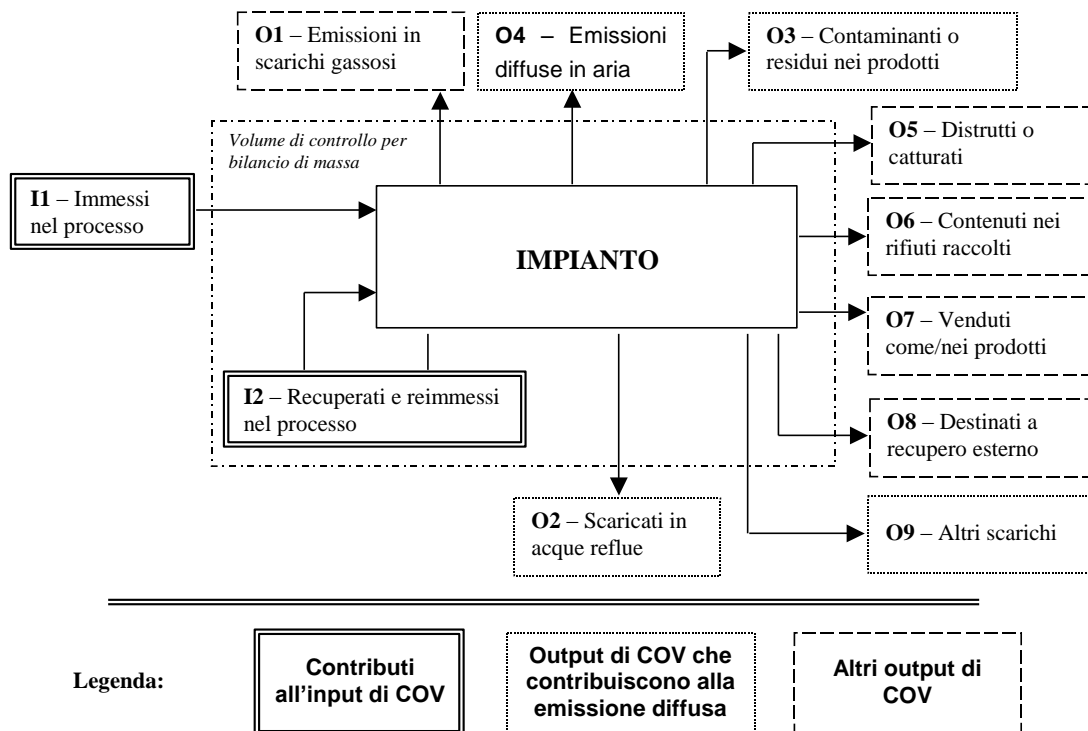 O1 – Emissioni in
scarichi gassosi
O4 – Emissioni
diffuse in aria
O3 – Contaminanti o
residui nei prodotti
Volume di controllo per
bilancio di massa
O5 – Distrutti o
catturati
I1 – Immessi
nel processo
O6 – Contenuti nei
rifiuti raccolti
IMPIANTO
O7 – Venduti
come/nei prodotti
I2 – Recuperati e reimmessi
nel processo
O8 – Destinati a
recupero esterno
O2 – Scaricati in
acque reflue
O9 – Altri scarichi
Legenda:
Contributi
all'input di COV
Output di COV che
contribuiscono alla
emissione diffusa
Altri output di
COV